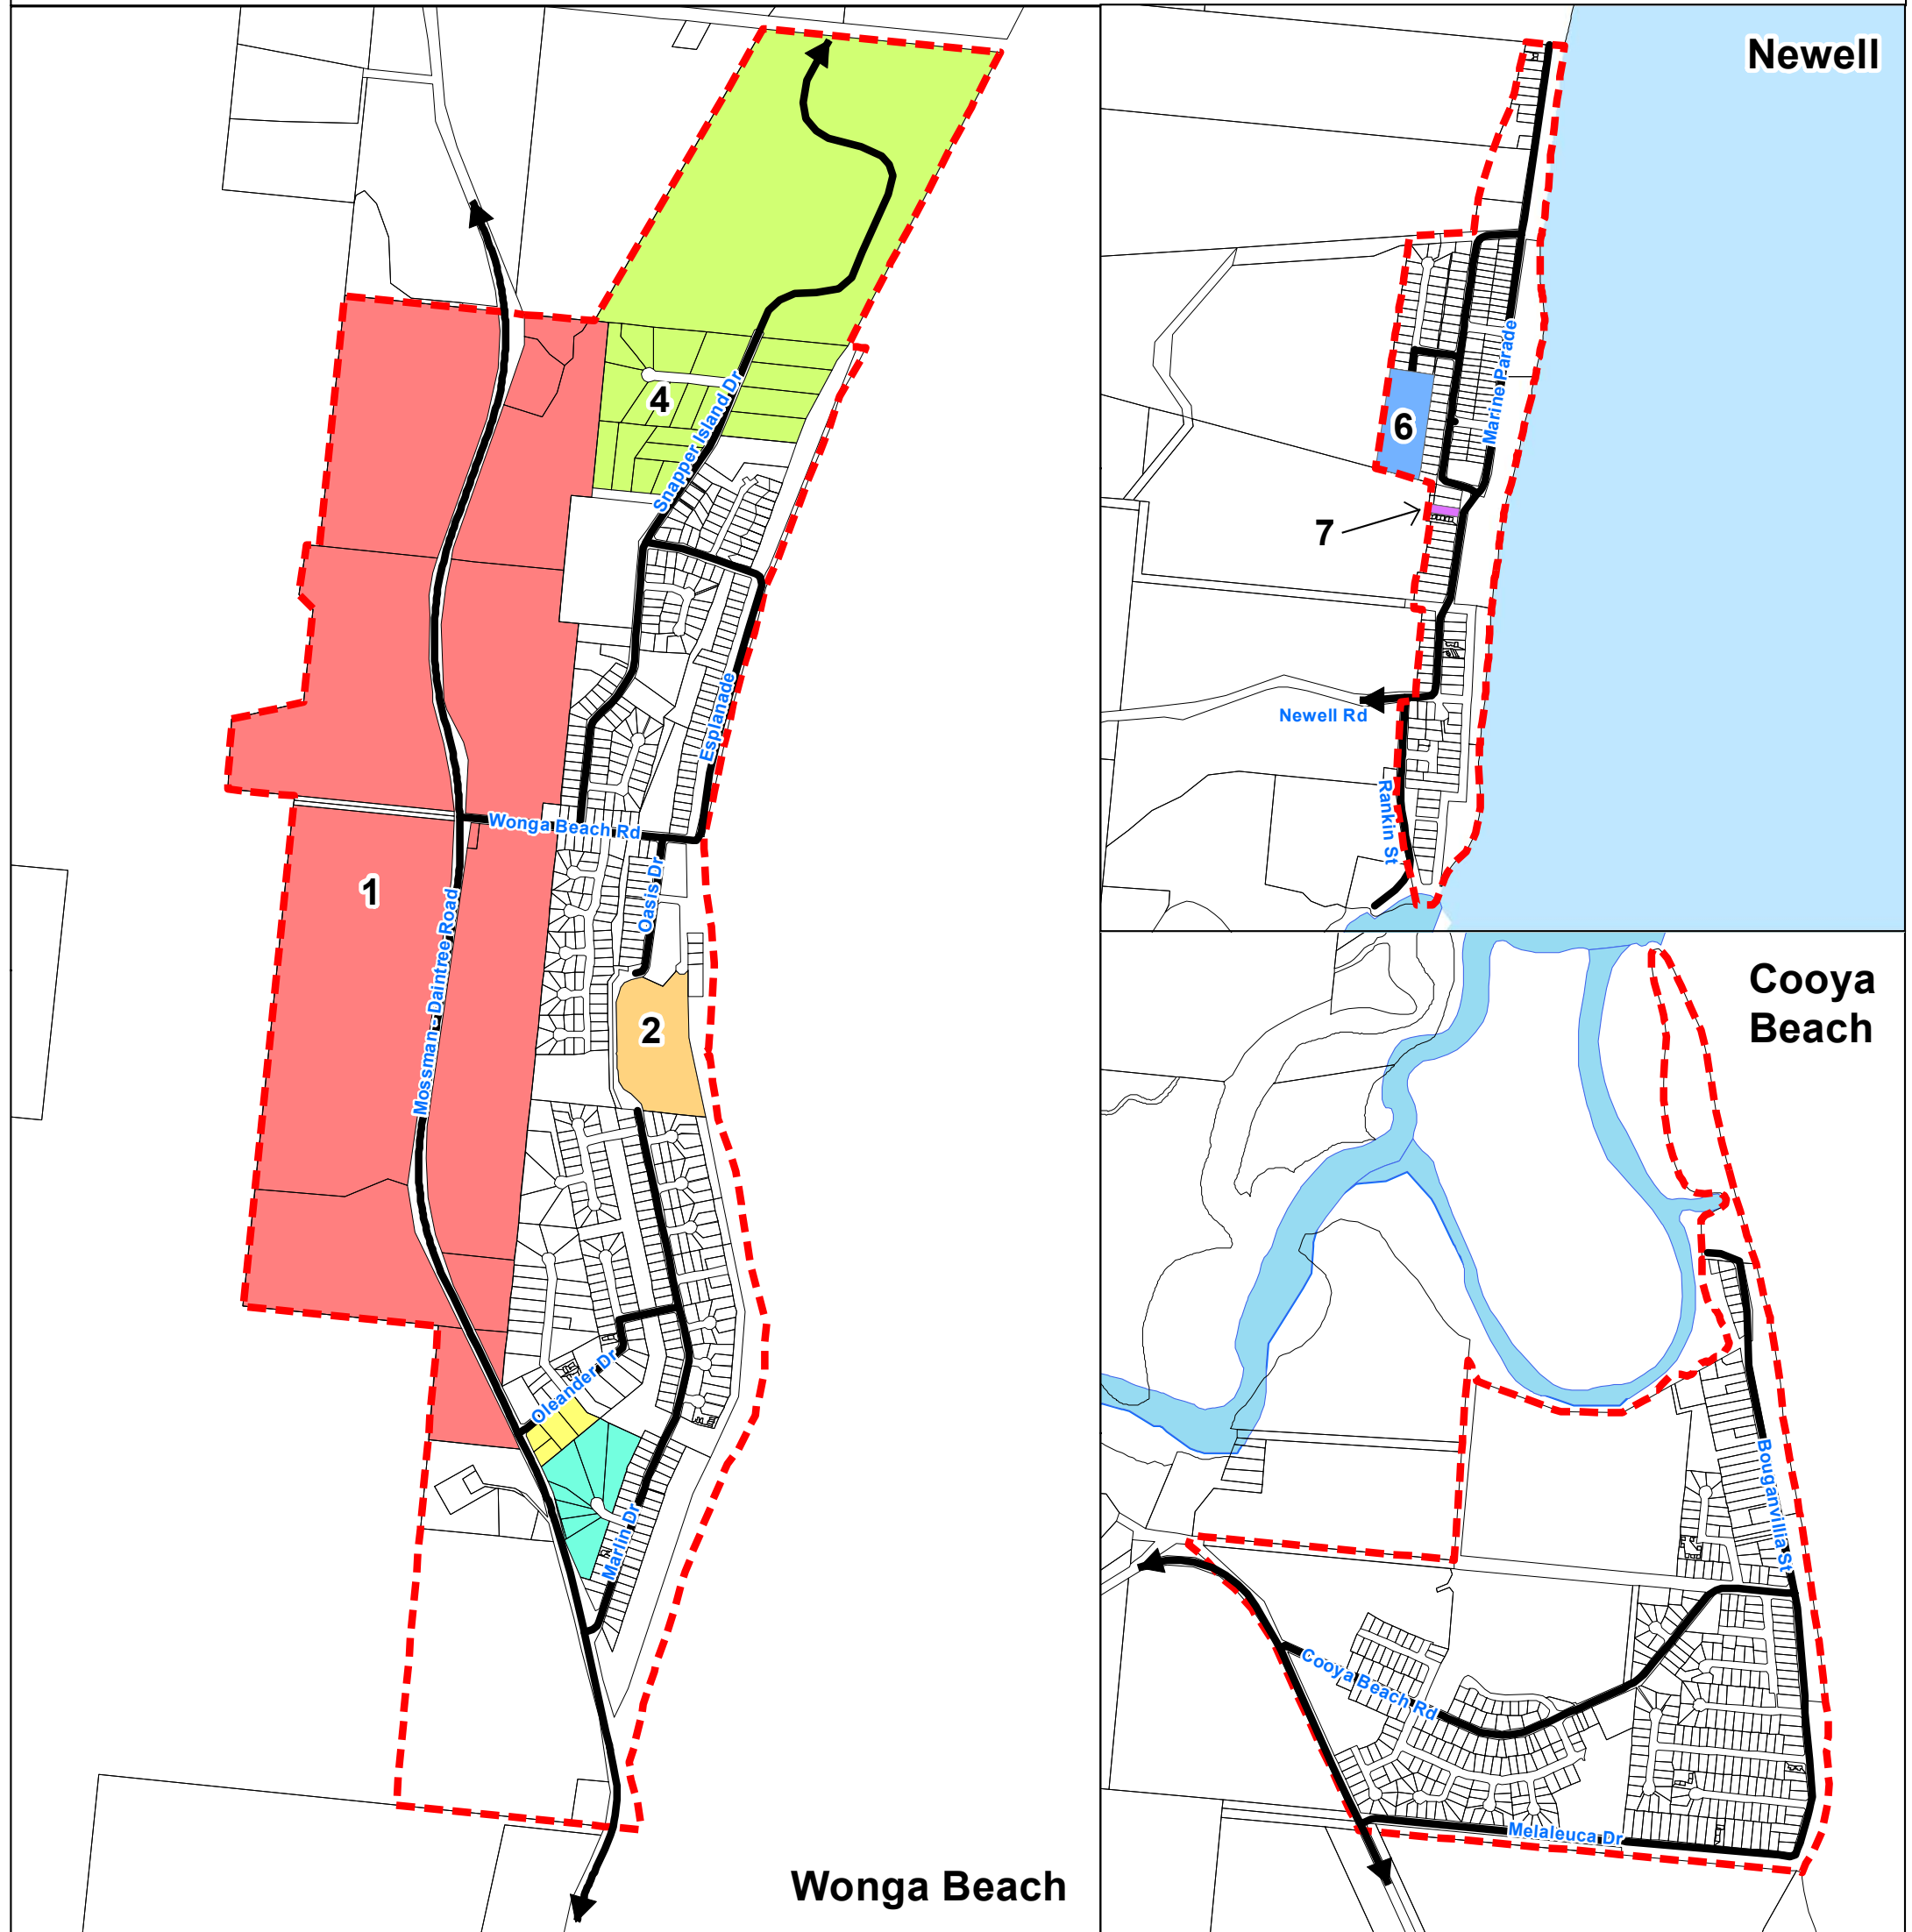 4
Snapper Island Dr
Esplanade
Wonga Beach Rd
1
Oasis Dr
Mossman - Daintree Road
2
Oleander Dr
Marlin Dr
Wonga Beach
Newell
Marine Parade
6
7
Newell Rd
Rankin St
Cooya
Beach
Bouganvillia St
Cooya Beach Rd
Melaleuca Dr